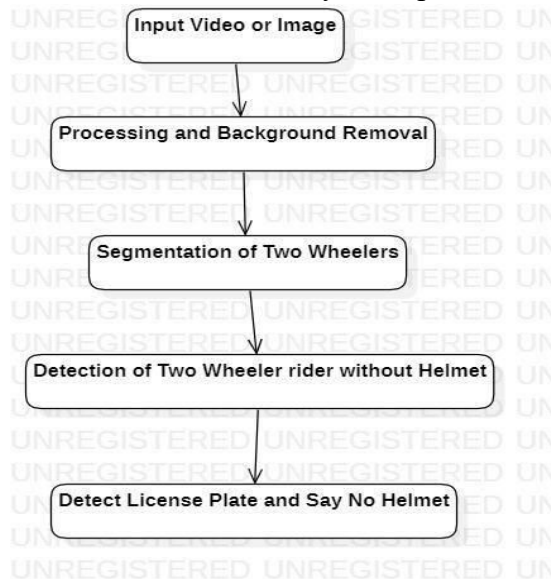 Input Video or Image
Processing and Background Removal
Segmentation of Two Wheelers
Detection of Two Wheeler rider without Helmet
Detect License Plate and Say No Helmet